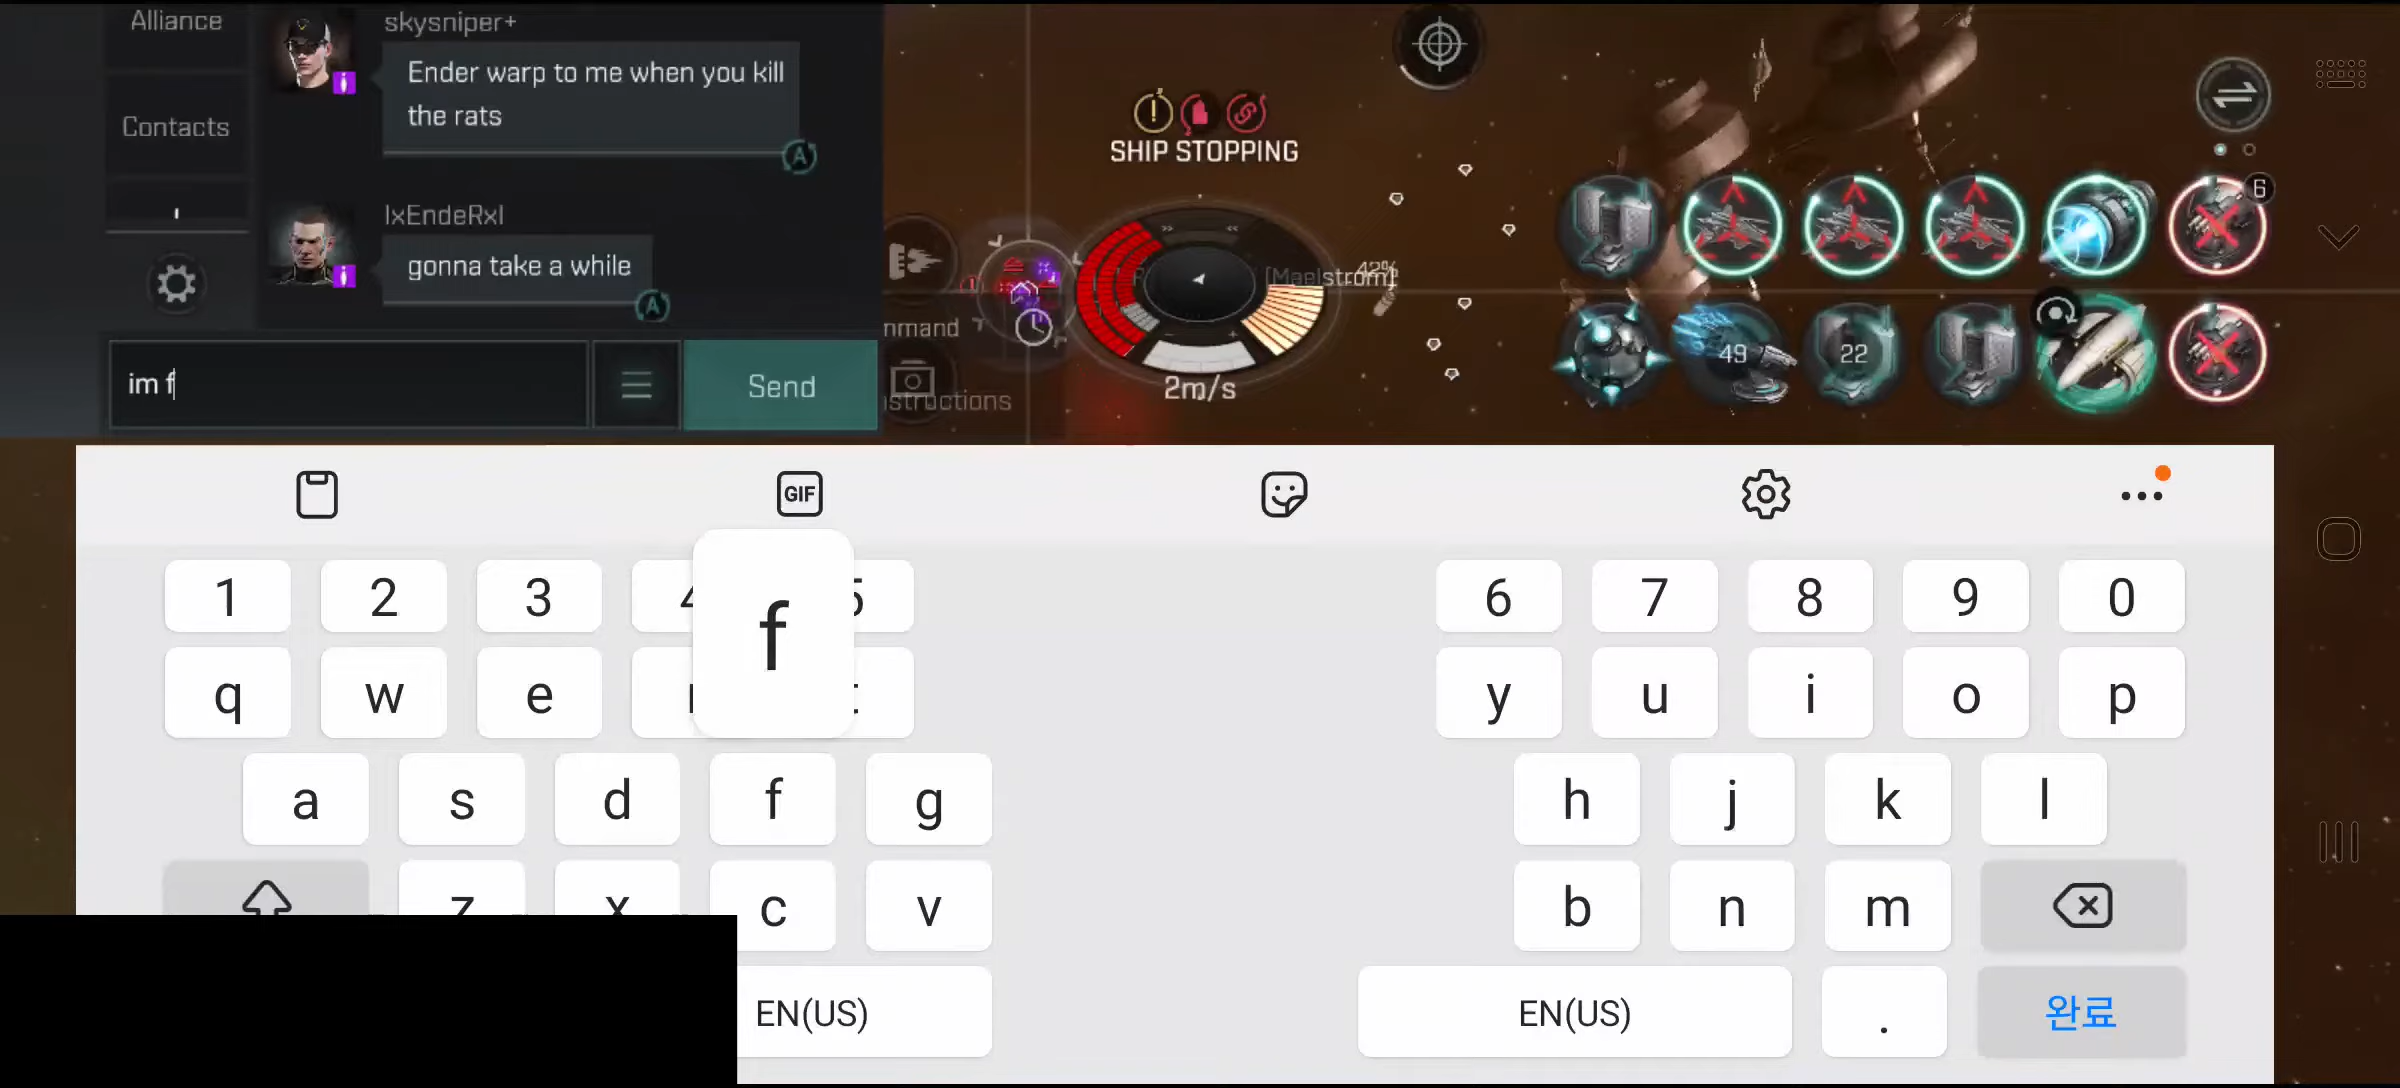 Alliance
Contacts
skysniper+
Ender warp to me when you kill
the rats
A
IxEndeRxI
gonna take a while
A
im f
Send
SHIP STOPPING
[Maelstrom]
42%
2m/s
6
49
22
GIF
1 2 3 5 6 7 8 9 0
f
q w e y u i o p
a s d f g h j k l
z x c v b n m
EN(US) EN(US) . 완료